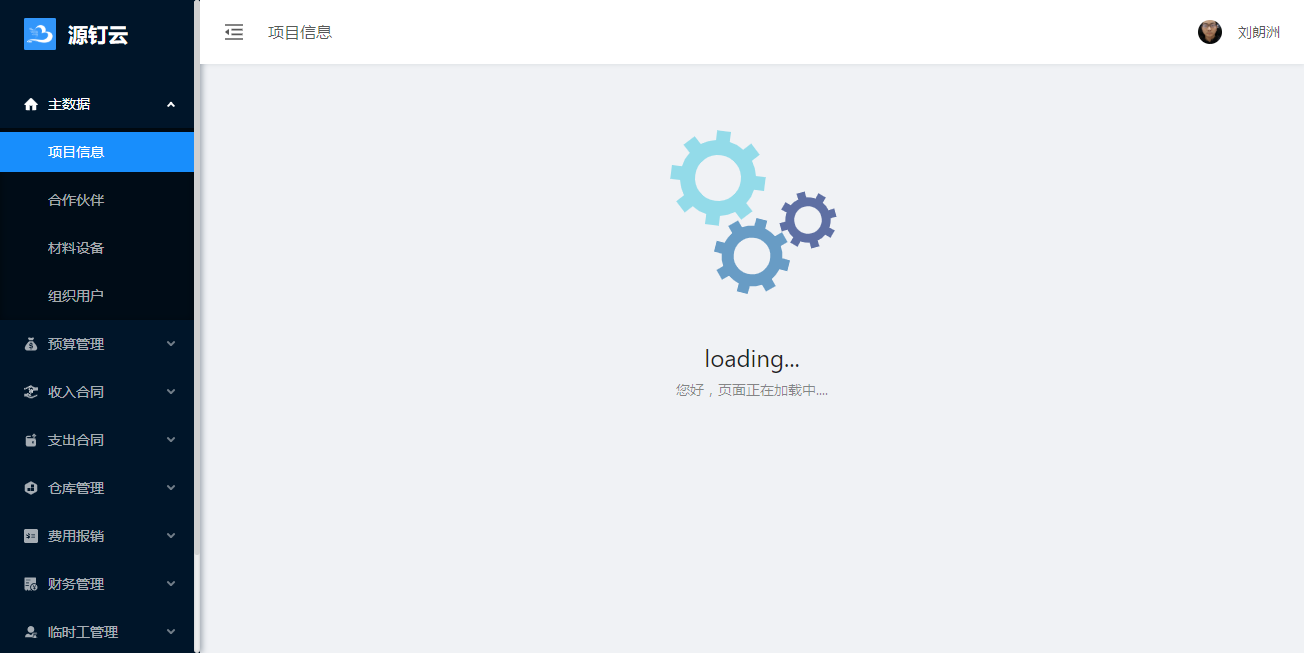 源钉云
项目信息
刘朗洲
主数据
项目信息
合作伙伴
材料设备
组织用户
预算管理
收入合同
支出合同
仓库管理
费用报销
财务管理
临时工管理
loading...
您好，页面正在加载中....